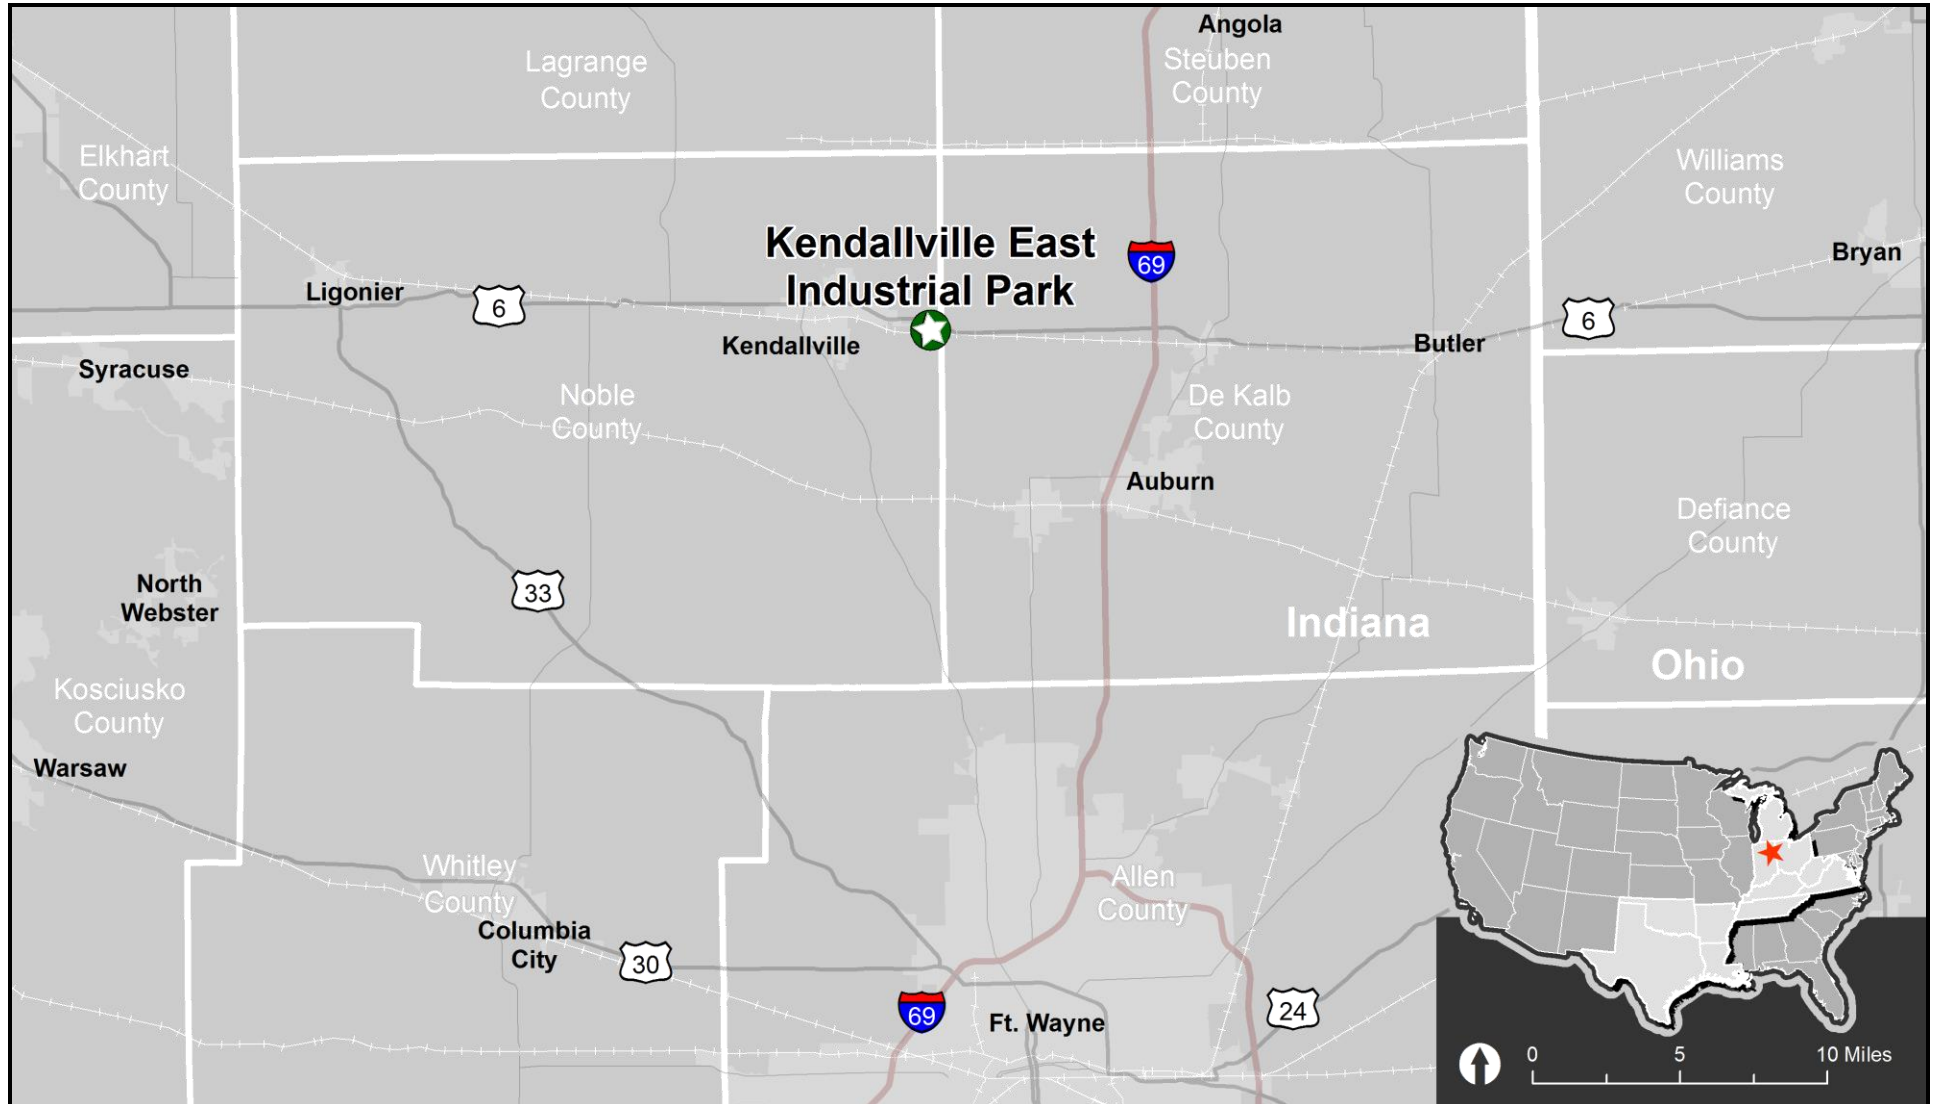 Angola
Lagrange
County
Steuben
County
Elkhart
County
Williams
County
Kendallville East
Industrial Park
69
Bryan
Ligonier
6
6
Kendallville
Butler
Syracuse
Noble
County
De Kalb
County
Auburn
Defiance
County
North
Webster
33
Indiana
Ohio
Kosciusko
County
Warsaw
Whitley
County
Allen
County
Columbia
City
30
69
Ft. Wayne
24
0 5 10 Miles